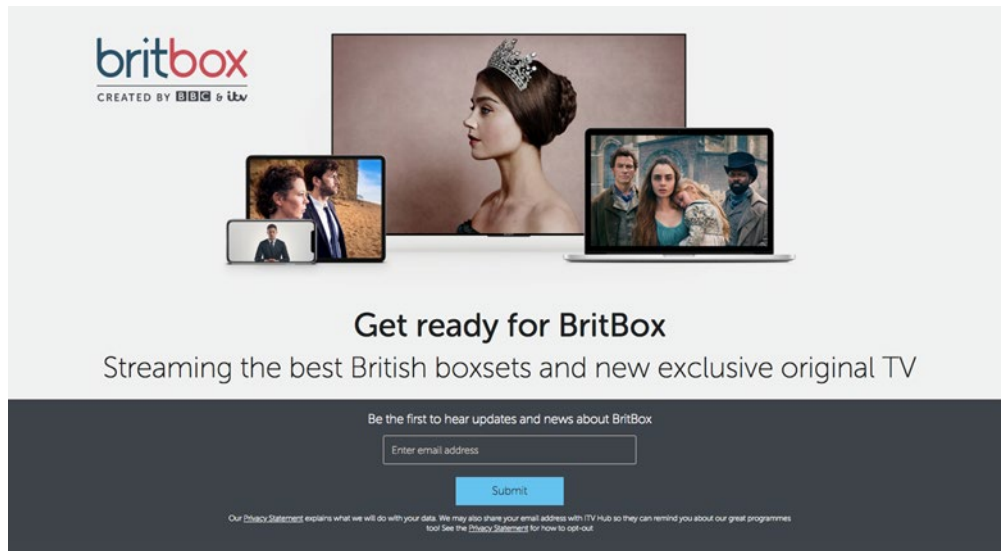 britbox
CREATED BY BBC & itv
Get ready for BritBox
Streaming the best British boxsets and new exclusive original TV
Be the first to hear updates and news about BritBox
Enter email address
Submit
Our Privacy Statement explains what we will do with your data. We may also share your email address with ITV Hub so they can remind you about our great programmes
too! See the Privacy Statement for how to opt-out